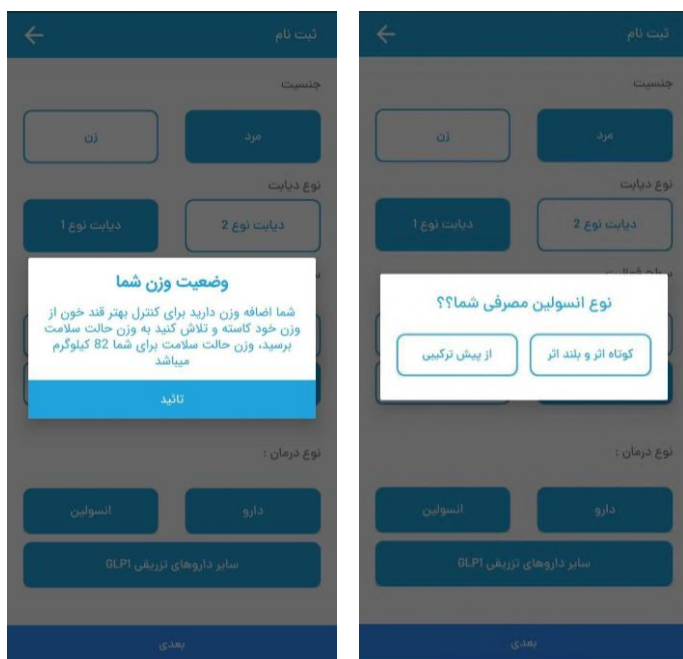 ثبت نام
جنسیت
مرد
زن
نوع دیابت
دیابت نوع 2
دیابت نوع 1
وضعیت وزن شما
شما اضافه وزن دارید برای کنترل بهتر قند خون از
وزن خود کاسته و تلاش کنید به وزن حالت سلامت
برسید، وزن حالت سلامت برای شما 82 کیلوگرم
میباشد
تائید
نوع درمان :
دارو
انسولین
سایر داروهای تزریقی GLP1
ثبت نام
جنسیت
مرد
زن
نوع دیابت
دیابت نوع 2
دیابت نوع 1
سطح فعالیت
نوع انسولین مصرفی شما؟؟
کوتاه اثر و بلند اثر
از پیش ترکیبی
نوع درمان :
دارو
انسولین
سایر داروهای تزریقی GLP1
بعدی
بعدی